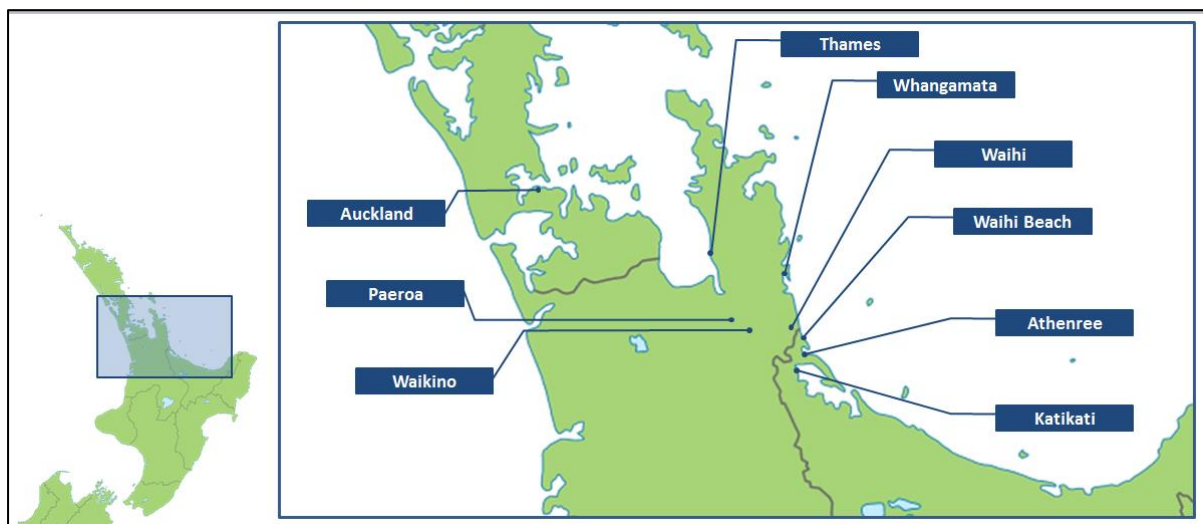 Thames
Whangamata
Waihi
Auckland
Waihi Beach
Paeroa
Athenree
Waikino
Katikati